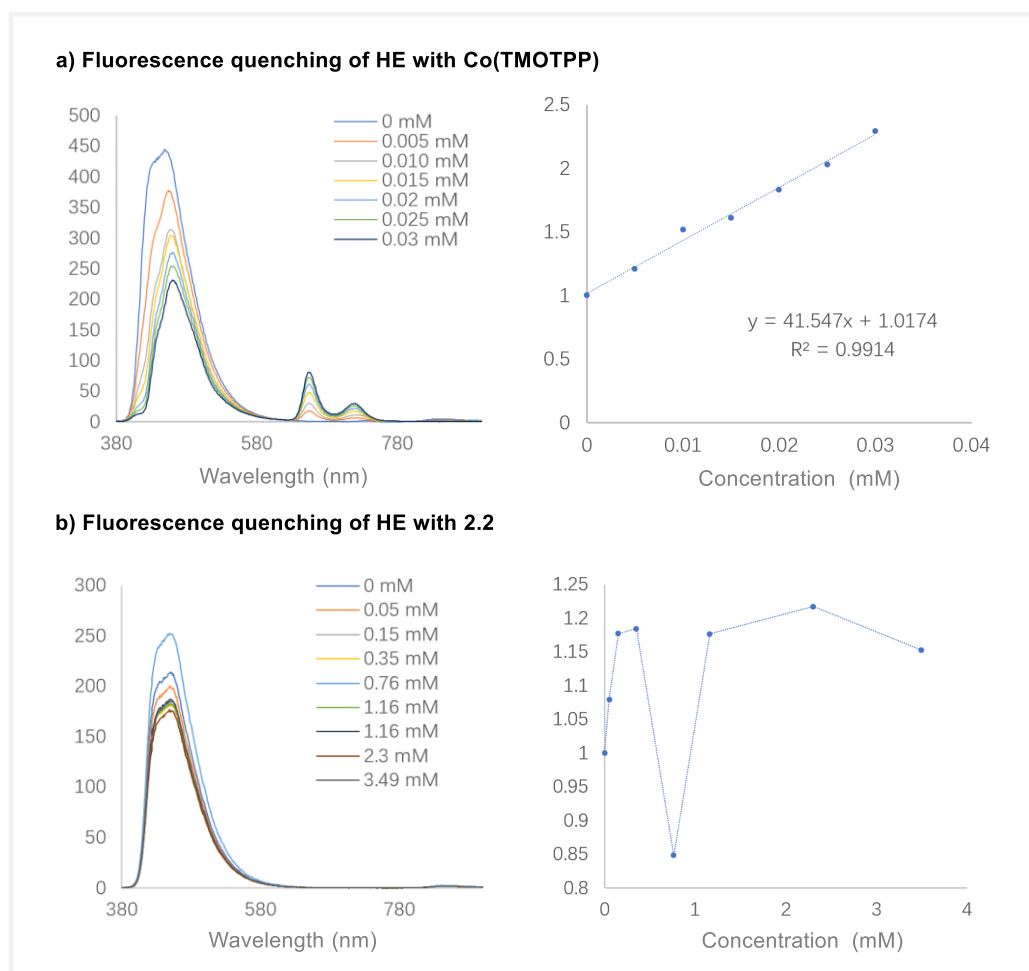 a) Fluorescence quenching of HE with Co(TMOTPP)
500
450
400
350
300
250
200
150
100
50
0
380
580
780
Wavelength (nm)
0 mM
0.005 mM
0.010 mM
0.015 mM
0.02 mM
0.025 mM
0.03 mM
2.5
2
1.5
1
0.5
0
y = 41.547x + 1.0174
R² = 0.9914
0
0.01
0.02
0.03
0.04
Concentration (mM)
b) Fluorescence quenching of HE with 2.2
300
250
200
150
100
50
0
380
580
780
Wavelength (nm)
0 mM
0.05 mM
0.15 mM
0.35 mM
0.76 mM
1.16 mM
1.16 mM
2.3 mM
3.49 mM
1.25
1.2
1.15
1.1
1.05
1
0.95
0.9
0.85
0.8
0
1
2
3
4
Concentration (mM)